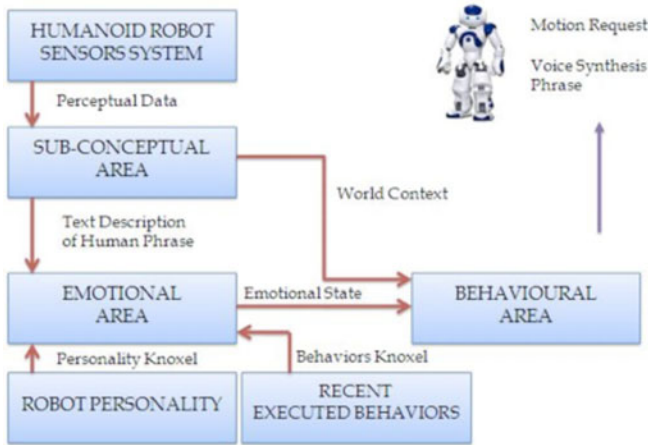 HUMANOID ROBOT
SENSORS SYSTEM
Motion Request
Voice Synthesis
Phrase
Perceptual Data
SUB-CONCEPTUAL
AREA
World Context
Text Description
of Human Phrase
EMOTIONAL
AREA
Emotional State
BEHAVIOURAL
AREA
Personality Knoxel
Behaviors Knoxel
ROBOT PERSONALITY
RECENT
EXECUTED BEHAVIORS